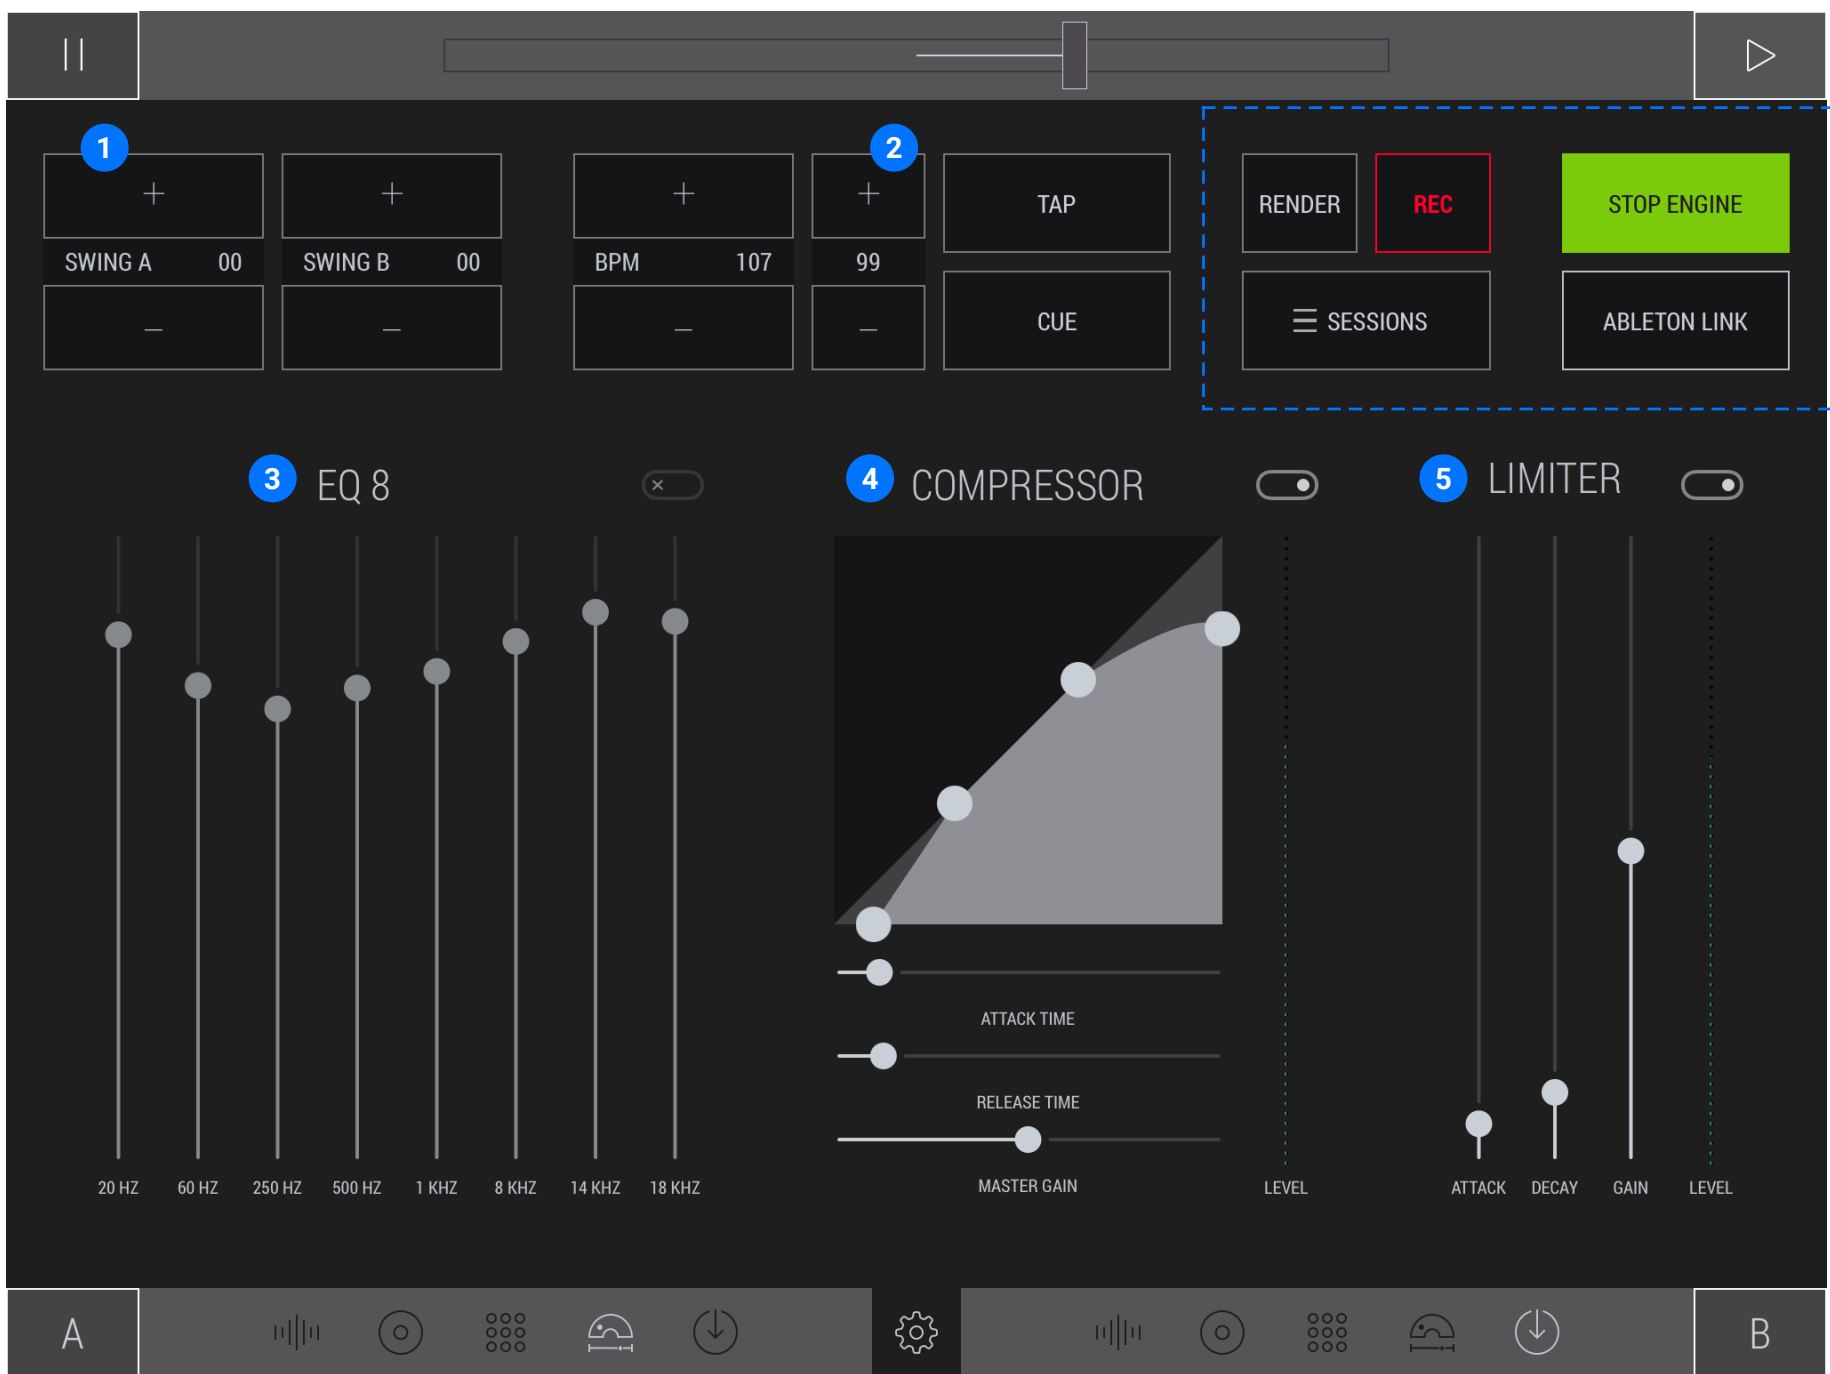 1
2
TAP
RENDER
REC
STOP ENGINE
SWING A 00
SWING B 00
BPM 107
99
CUE
SESSIONS
ABLETON LINK
3 EQ 8
4 COMPRESSOR
5 LIMITER
ATTACK TIME
RELEASE TIME
MASTER GAIN
20 HZ
60 HZ
250 HZ
500 HZ
1 KHZ
8 KHZ
14 KHZ
18 KHZ
LEVEL
ATTACK
DECAY
GAIN
LEVEL
A
B